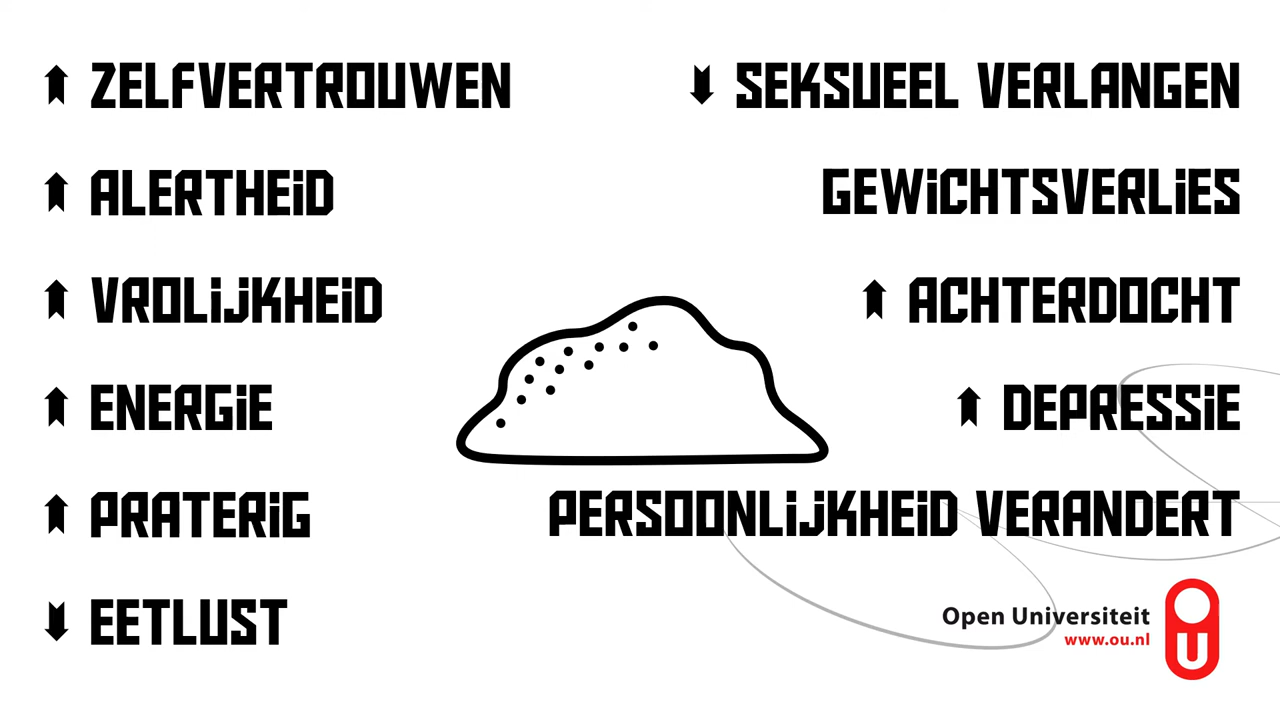 ZELFVERTROUWEN
ALERTHEiD
VROLiJKHEiD
ENERGiE
PRATERiG
EETLUST
SEKSUEEL VERLANGEN
GEWiCHTSVERLiES
ACHTERDOCHT
DEPRESSiE
PERSOONLiJKHEiD VERANDERT
Open Universiteit
www.ou.nl